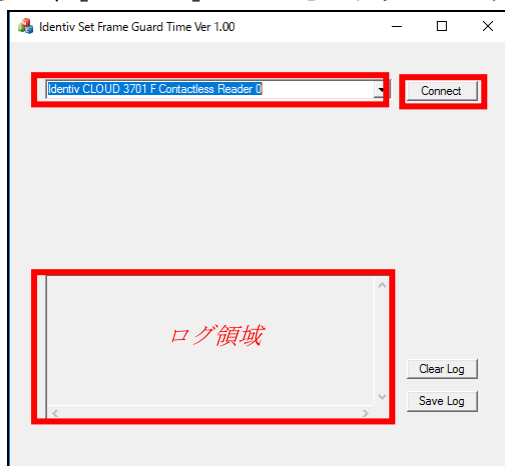 Identiv Set Frame Guard Time Ver 1.00
Identiv CLOUD 3701 F Contactless Reader 0
Connect
ログ領域
Clear Log
Save Log